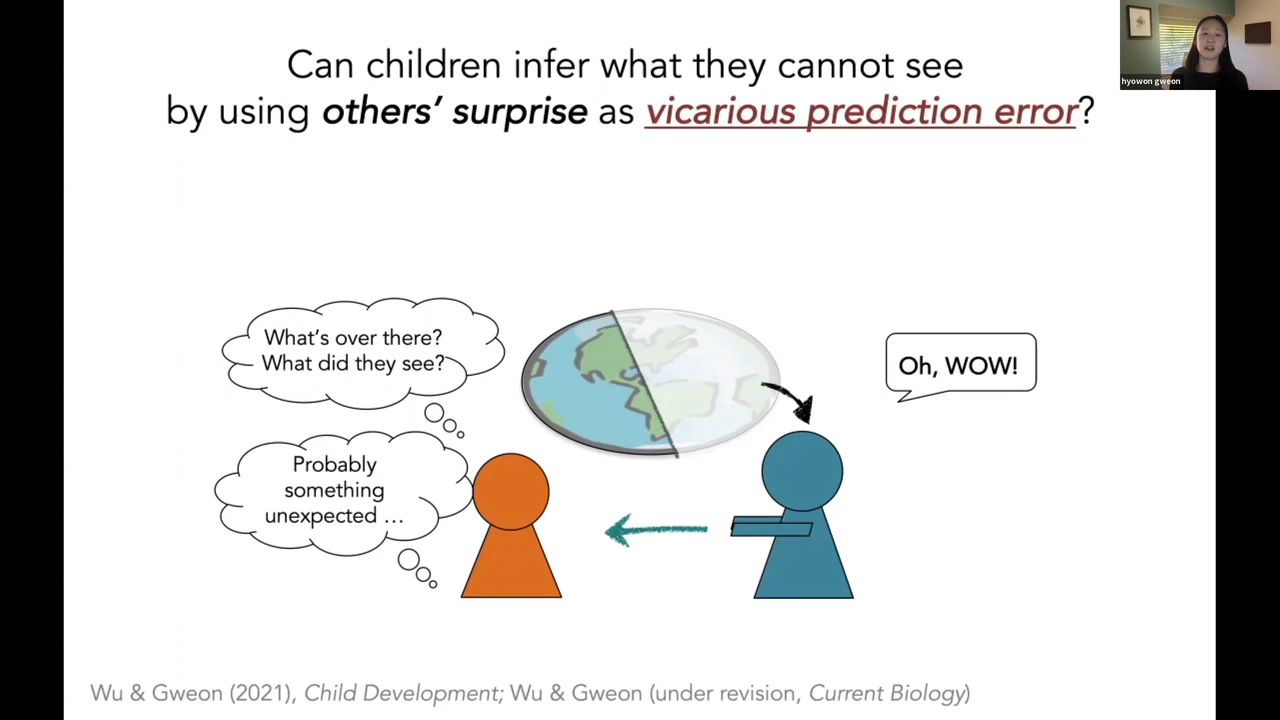 Can children infer what they cannot see
by using others’ surprise as vicarious prediction error?
hyowon gweon
What’s over there?
What did they see?
Oh, WOW!
Probably
something
unexpected ...
Wu & Gweon (2021), Child Development; Wu & Gweon (under revision, Current Biology)